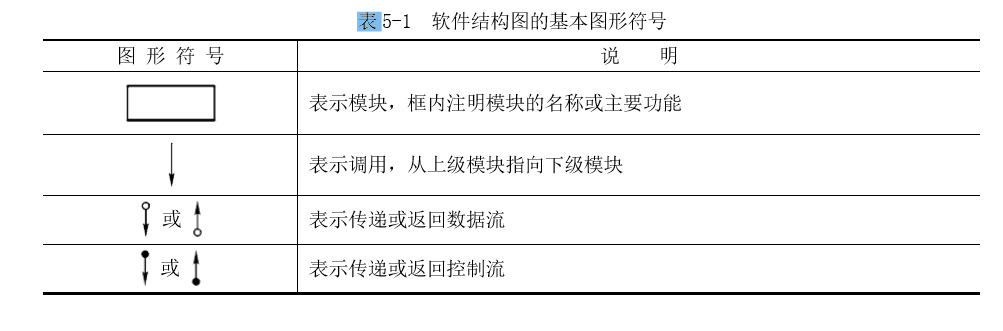 表5-1 软件结构图的基本图形符号
图 形 符 号 说 明
表示模块，框内注明模块的名称或主要功能
表示调用，从上级模块指向下级模块
或 表示传递或返回数据流
或 表示传递或返回控制流